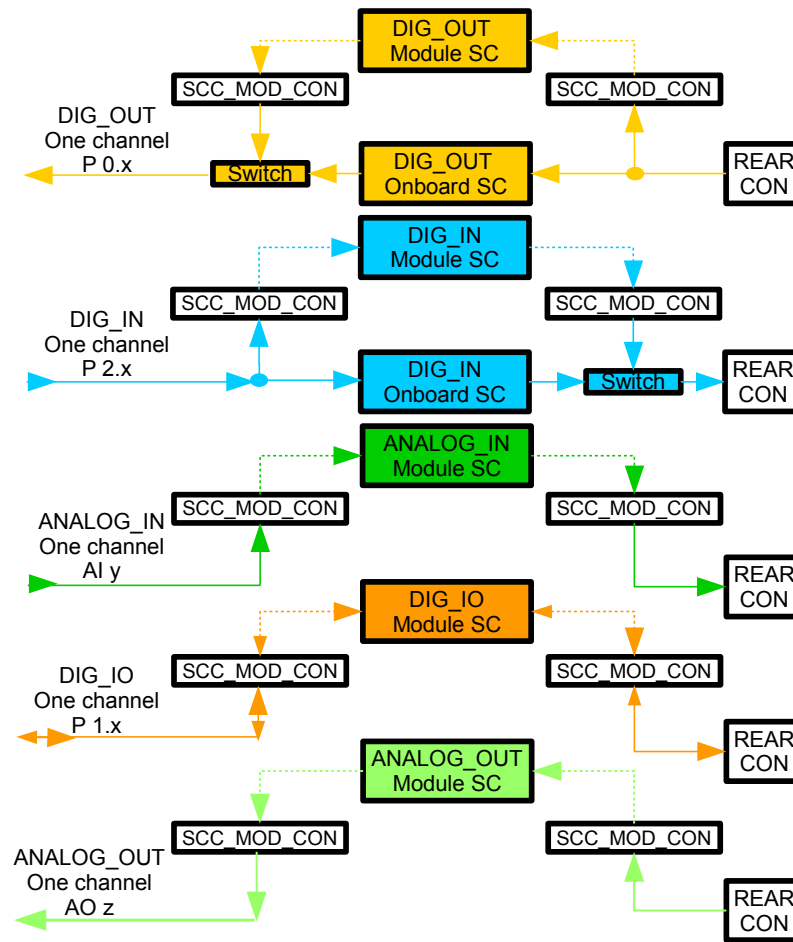 DIG_OUT
Module SC
SCC_MOD_CON
SCC_MOD_CON
DIG_OUT
One channel
P 0.x
Switch
DIG_OUT
Onboard SC
REAR
CON
DIG_IN
Module SC
SCC_MOD_CON
SCC_MOD_CON
DIG_IN
One channel
P 2.x
DIG_IN
Onboard SC
Switch
REAR
CON
ANALOG_IN
Module SC
SCC_MOD_CON
SCC_MOD_CON
ANALOG_IN
One channel
AI y
REAR
CON
DIG_IO
Module SC
SCC_MOD_CON
SCC_MOD_CON
DIG_IO
One channel
P 1.x
REAR
CON
ANALOG_OUT
Module SC
SCC_MOD_CON
SCC_MOD_CON
ANALOG_OUT
One channel
AO z
REAR
CON